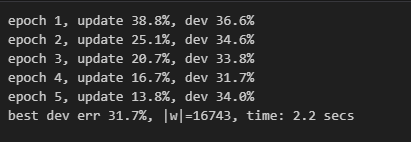 epoch 1, update 38.8%, dev 36.6%
epoch 2, update 25.1%, dev 34.6%
epoch 3, update 20.7%, dev 33.8%
epoch 4, update 16.7%, dev 31.7%
epoch 5, update 13.8%, dev 34.0%
best dev err 31.7%, |w|=16743, time: 2.2 secs